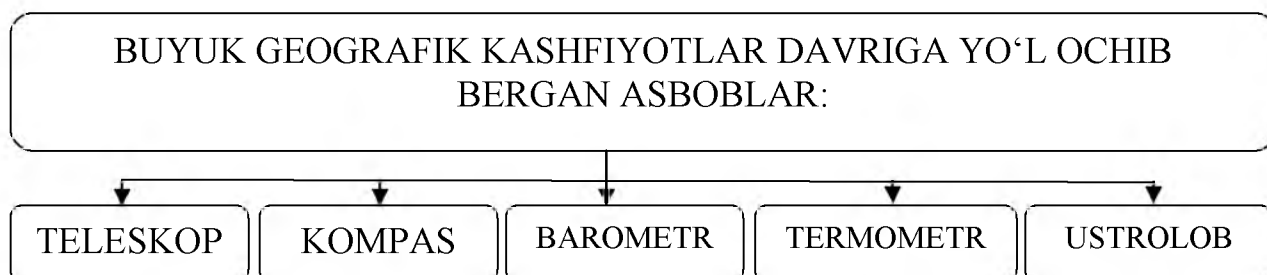 BUYUK GEOGRAFIK KASHFIYOTLAR DAVRIGA YO‘L OCHIB
BERGAN ASBOBLAR:
TELESKOP
KOMPAS
BAROMETR
TERMOMETR
USTROLOB